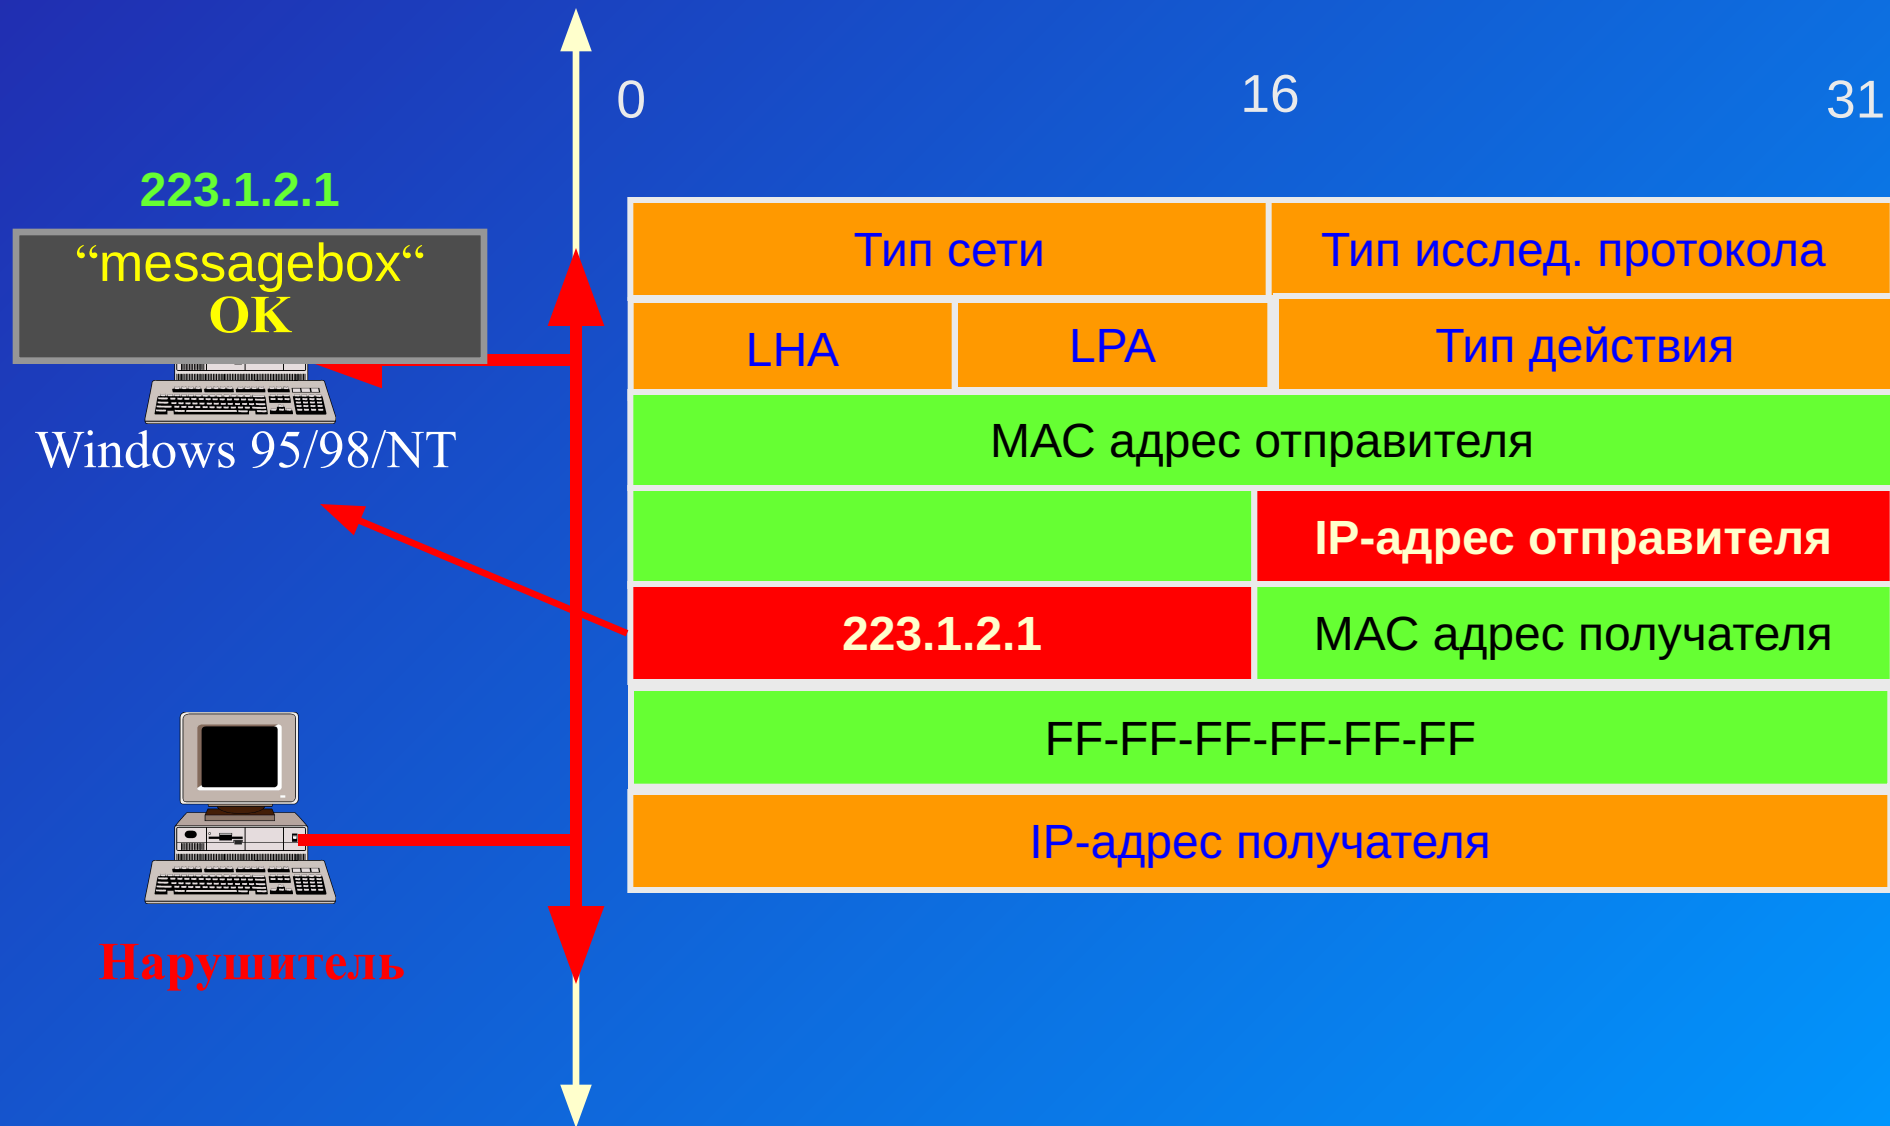 0
16
31
223.1.2.1
“messagebox“
OK
Windows 95/98/NT
Нарушитель
Тип сети
Тип исслед. протокола
LHA
LPA
Тип действия
MAC адрес отправителя
IP-адрес отправителя
223.1.2.1
MAC адрес получателя
FF-FF-FF-FF-FF-FF
IP-адрес получателя